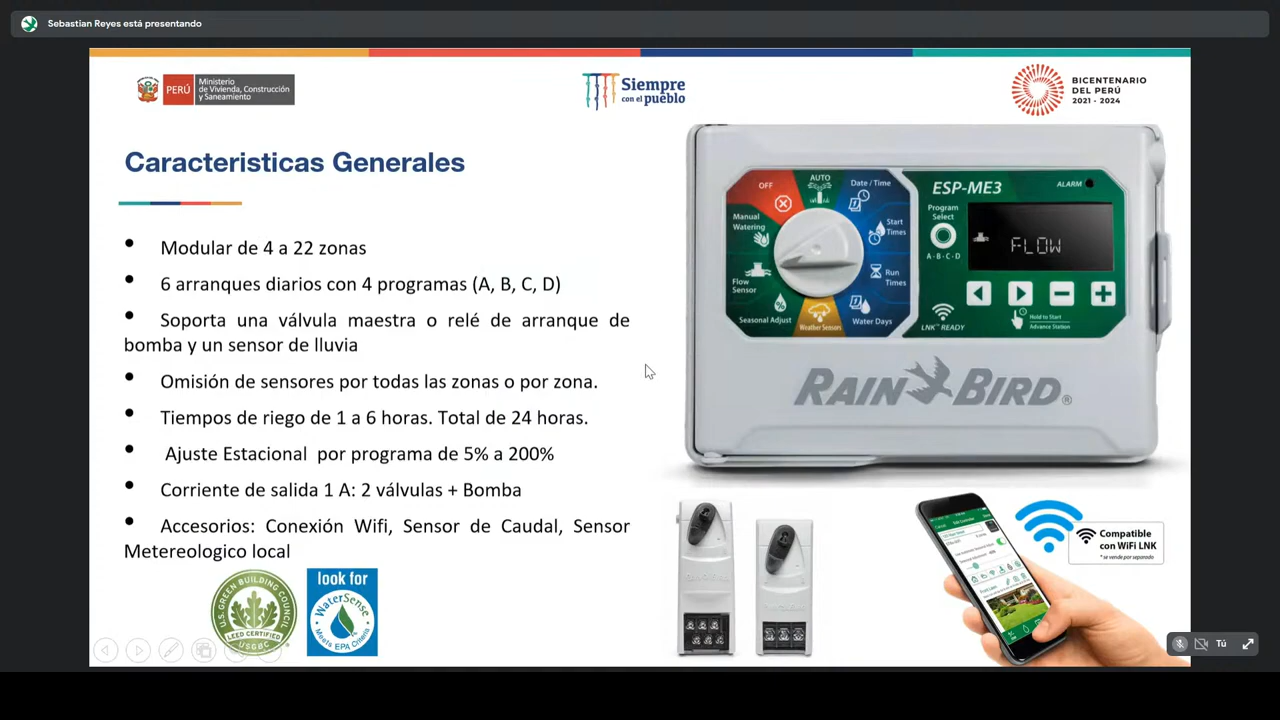 Sebastian Reyes está presentando
PERÚ
Ministerio
de Vivienda, Construcción
y Saneamiento
Siempre
con el pueblo
BICENTENARIO
DEL PERÚ
2021 - 2024
Caracteristicas Generales
• Modular de 4 a 22 zonas
• 6 arranques diarios con 4 programas (A, B, C, D)
• Soporta una válvula maestra o relé de arranque de
bomba y un sensor de lluvia
• Omisión de sensores por todas las zonas o por zona.
• Tiempos de riego de 1 a 6 horas. Total de 24 horas.
• Ajuste Estacional por programa de 5% a 200%
• Corriente de salida 1 A: 2 válvulas + Bomba
• Accesorios: Conexión Wifi, Sensor de Caudal, Sensor
Metereologico local
OFF
AUTO
Date / Time
Manual
Watering
Start
Times
Flow
Sensor
Run
Times
Seasonal Adjust
Weather Sensors
Water Days
ESP-ME3
ALARM
Program
Select
A - B - C - D
FLOW
LNK™ READY
Hold to Start
Advance Station
RAIN BIRD®
U.S. GREEN BUILDING COUNCIL
LEED CERTIFIED
USGBC
look for
WaterSense
Meets EPA Criteria
Compatible
con WiFi LNK
* se vende por separado
Tú